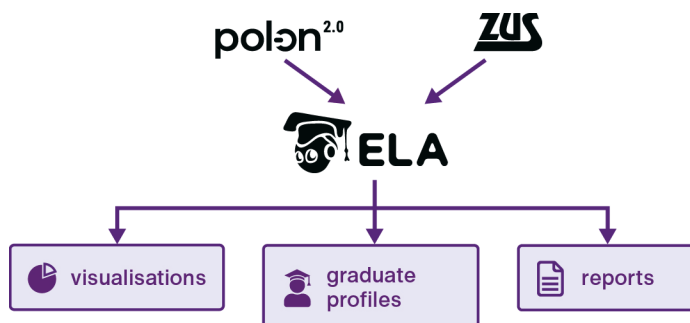 polon 2.0
ZUS
ELA
visualisations
graduate
profiles
reports